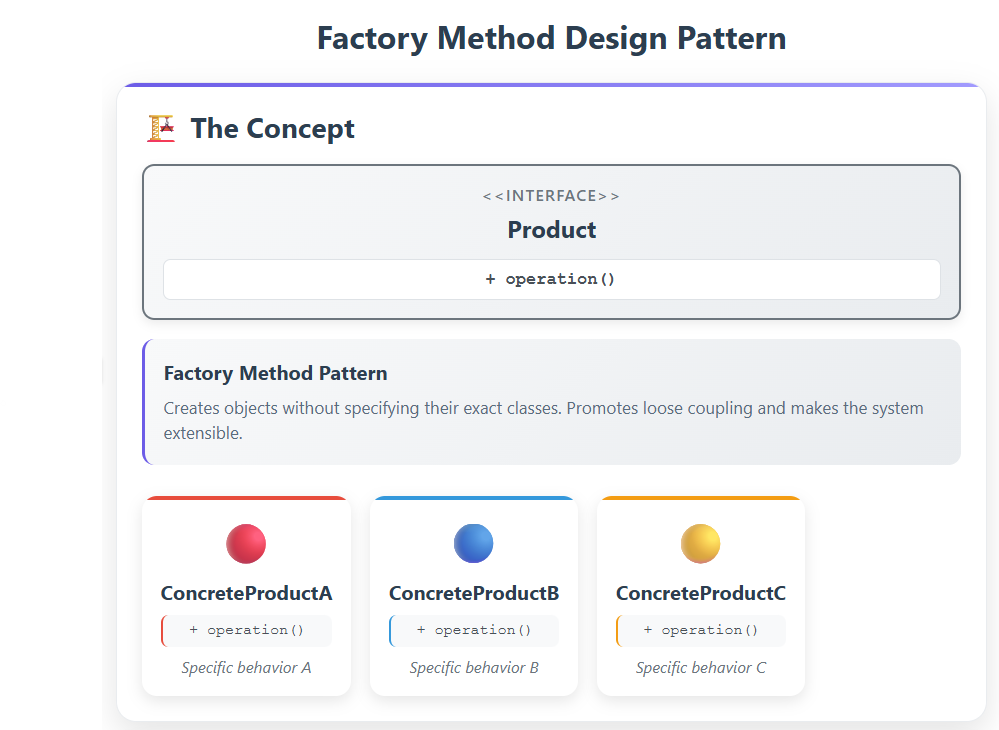 Factory Method Design Pattern
The Concept
<<INTERFACE>>
Product
+ operation()
Factory Method Pattern
Creates objects without specifying their exact classes. Promotes loose coupling and makes the system
extensible.
ConcreteProductA
+ operation()
Specific behavior A
ConcreteProductB
+ operation()
Specific behavior B
ConcreteProductC
+ operation()
Specific behavior C